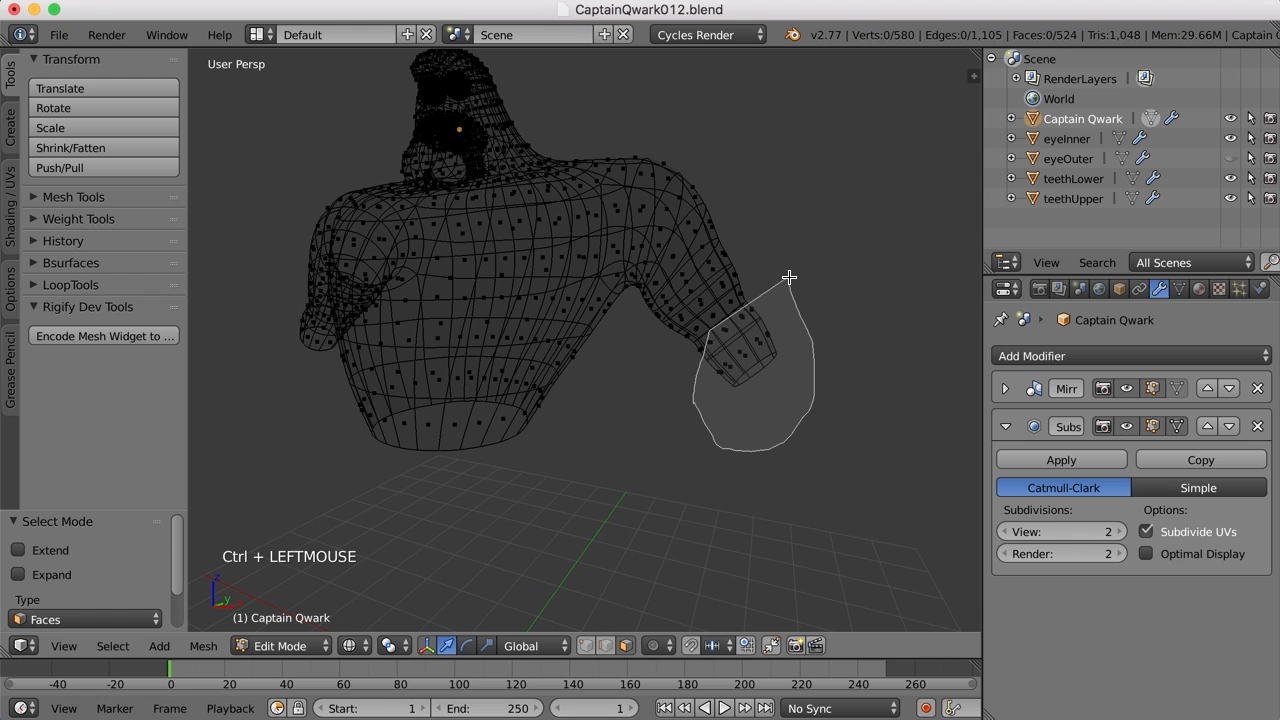 CaptainQwark012.blend
File Render Window Help Default Scene Cycles Render v2.77 | Verts:0/580 | Edges:0/1,105 | Faces:0/524 | Tris:1,048 | Mem:29.66M | Captain
Tools
Create
Shading / UVs
Options
Grease Pencil
Transform
Translate
Rotate
Scale
Shrink/Fatten
Push/Pull
Mesh Tools
Weight Tools
History
Bsurfaces
LoopTools
Rigify Dev Tools
Encode Mesh Widget to ...
Select Mode
Extend
Expand
Type
Faces
User Persp
Ctrl + LEFTMOUSE
z
y
(1) Captain Qwark
View Select Add Mesh Edit Mode Global
-40 -20 0 20 40 60 80 100 120 140 160 180 200 220 240 260
View Marker Frame Playback Start: 1 End: 250 1 No Sync
Scene
RenderLayers
World
Captain Qwark
eyeInner
eyeOuter
teethLower
teethUpper
View Search All Scenes
Captain Qwark
Add Modifier
Mirr
Subs
Apply Copy
Catmull-Clark Simple
Subdivisions: Options:
View: 2 Subdivide UVs
Render: 2 Optimal Display